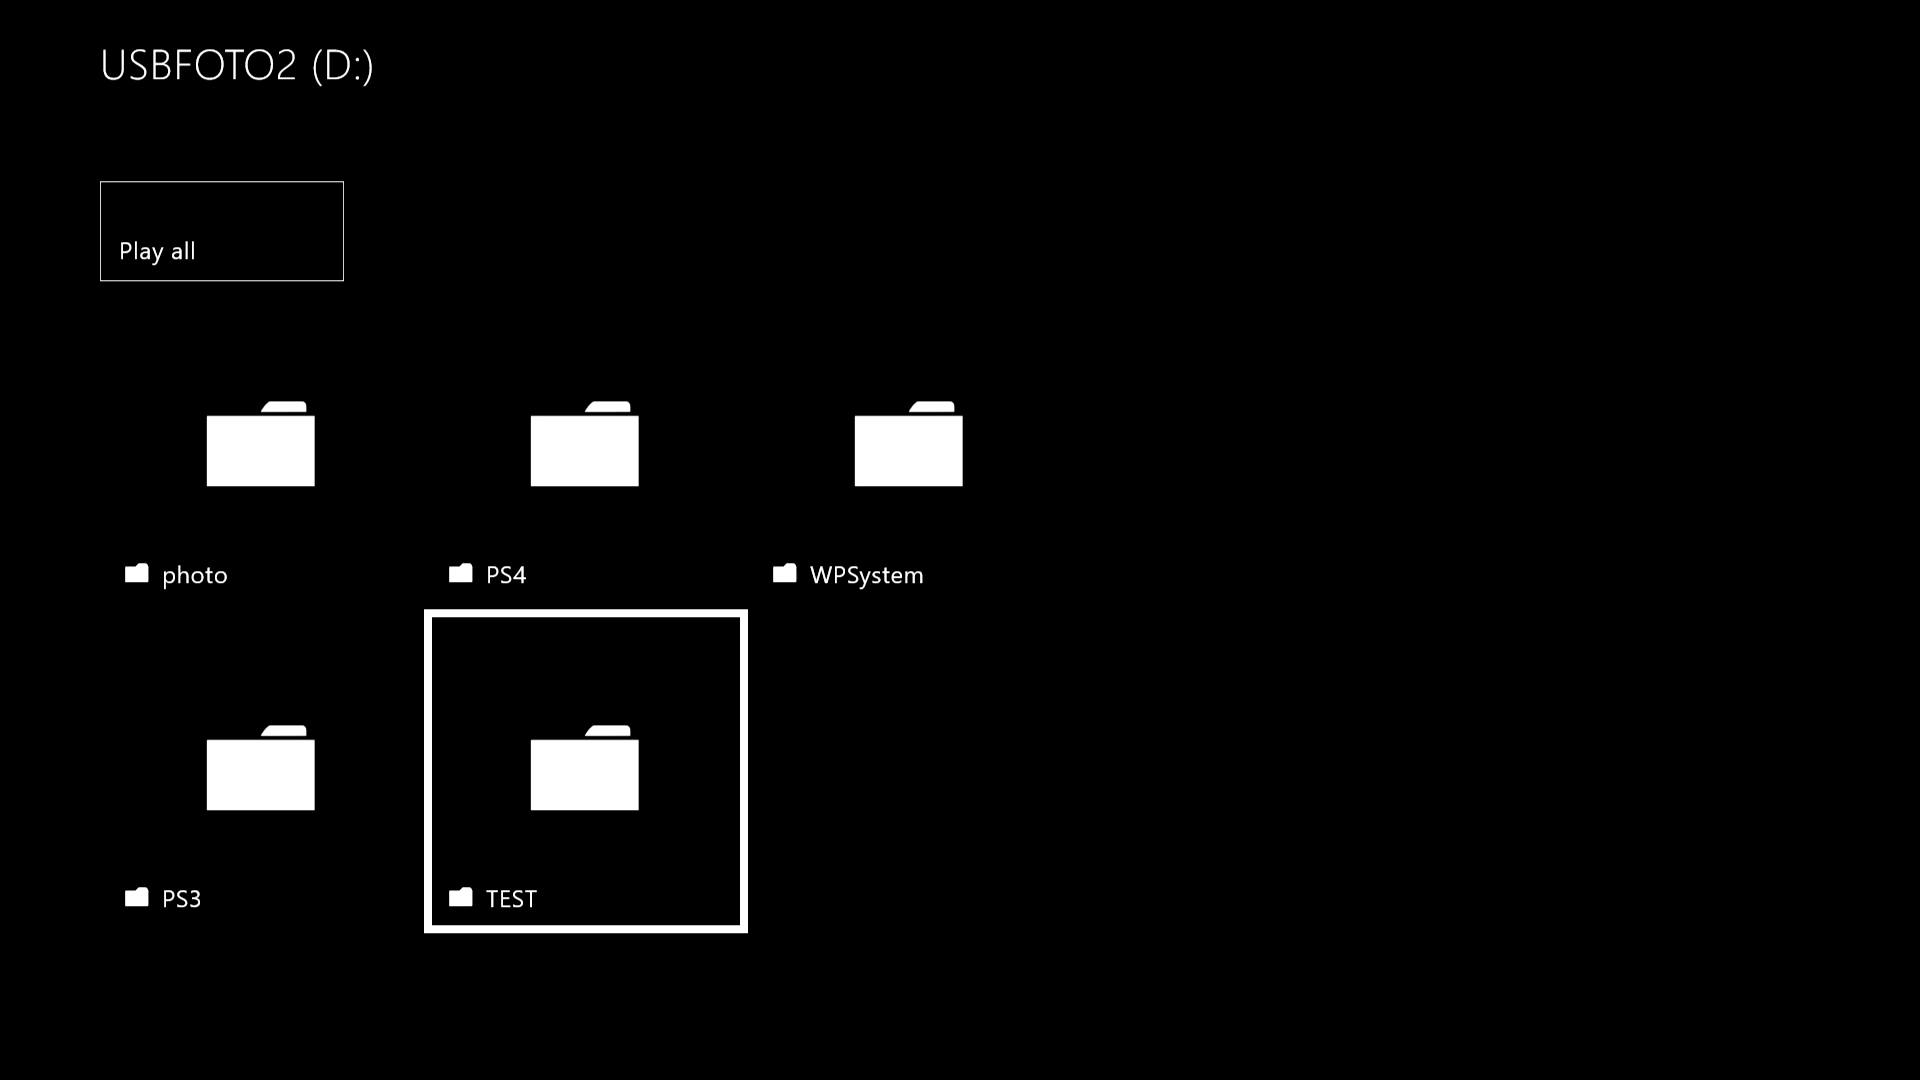 USBFOTO2 (D:)
Play all
photo
PS4
WPSystem
PS3
TEST